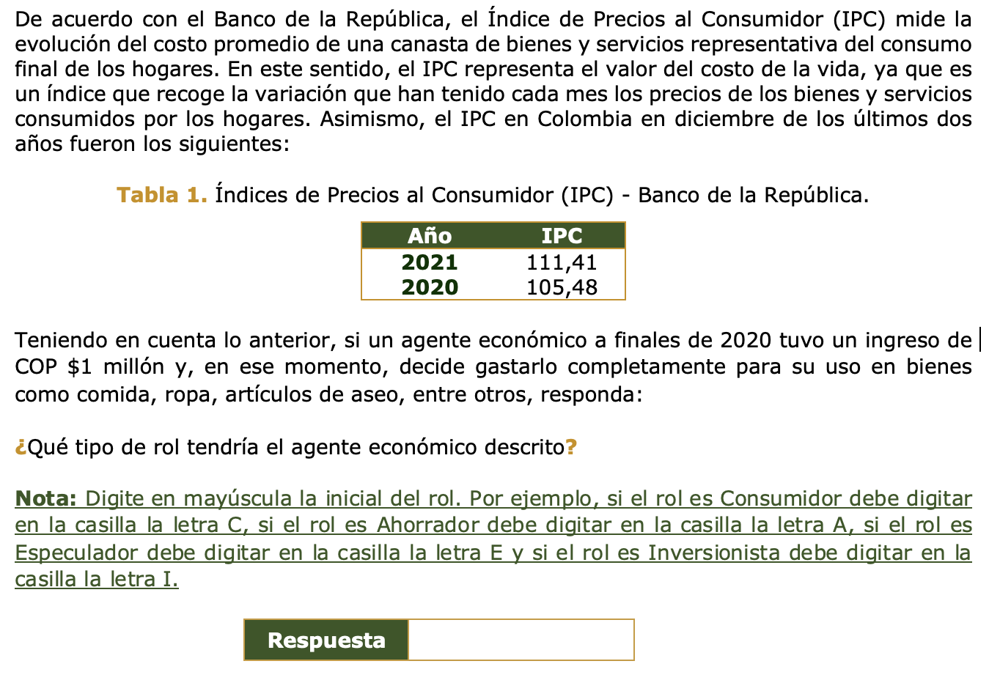 De acuerdo con el Banco de la República, el Índice de Precios al Consumidor (IPC) mide la
evolución del costo promedio de una canasta de bienes y servicios representativa del consumo
final de los hogares. En este sentido, el IPC representa el valor del costo de la vida, ya que es
un índice que recoge la variación que han tenido cada mes los precios de los bienes y servicios
consumidos por los hogares. Asimismo, el IPC en Colombia en diciembre de los últimos dos
años fueron los siguientes:
Tabla 1. Índices de Precios al Consumidor (IPC) - Banco de la República.
Año IPC
2021 111,41
2020 105,48
Teniendo en cuenta lo anterior, si un agente económico a finales de 2020 tuvo un ingreso de
COP $1 millón y, en ese momento, decide gastarlo completamente para su uso en bienes
como comida, ropa, artículos de aseo, entre otros, responda:
¿Qué tipo de rol tendría el agente económico descrito?
Nota: Digite en mayúscula la inicial del rol. Por ejemplo, si el rol es Consumidor debe digitar
en la casilla la letra C, si el rol es Ahorrador debe digitar en la casilla la letra A, si el rol es
Especulador debe digitar en la casilla la letra E y si el rol es Inversionista debe digitar en la
casilla la letra I.
Respuesta